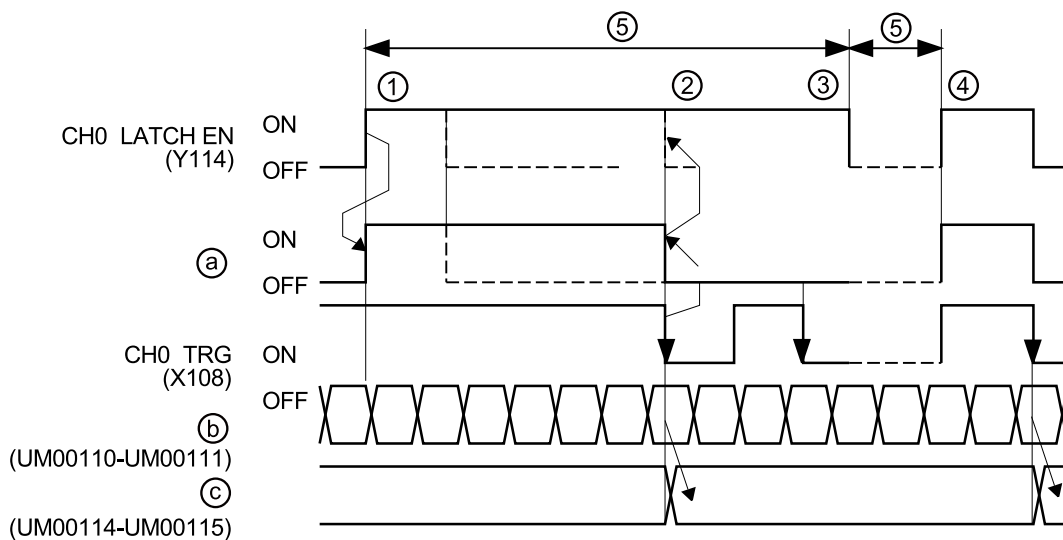 ⑤ ⑤
① ② ③ ④
CH0 LATCH EN
(Y114)
ON
OFF
ⓐ
ON
OFF
CH0 TRG
(X108)
ON
OFF
ⓑ
(UM00110-UM00111)
ⓒ
(UM00114-UM00115)